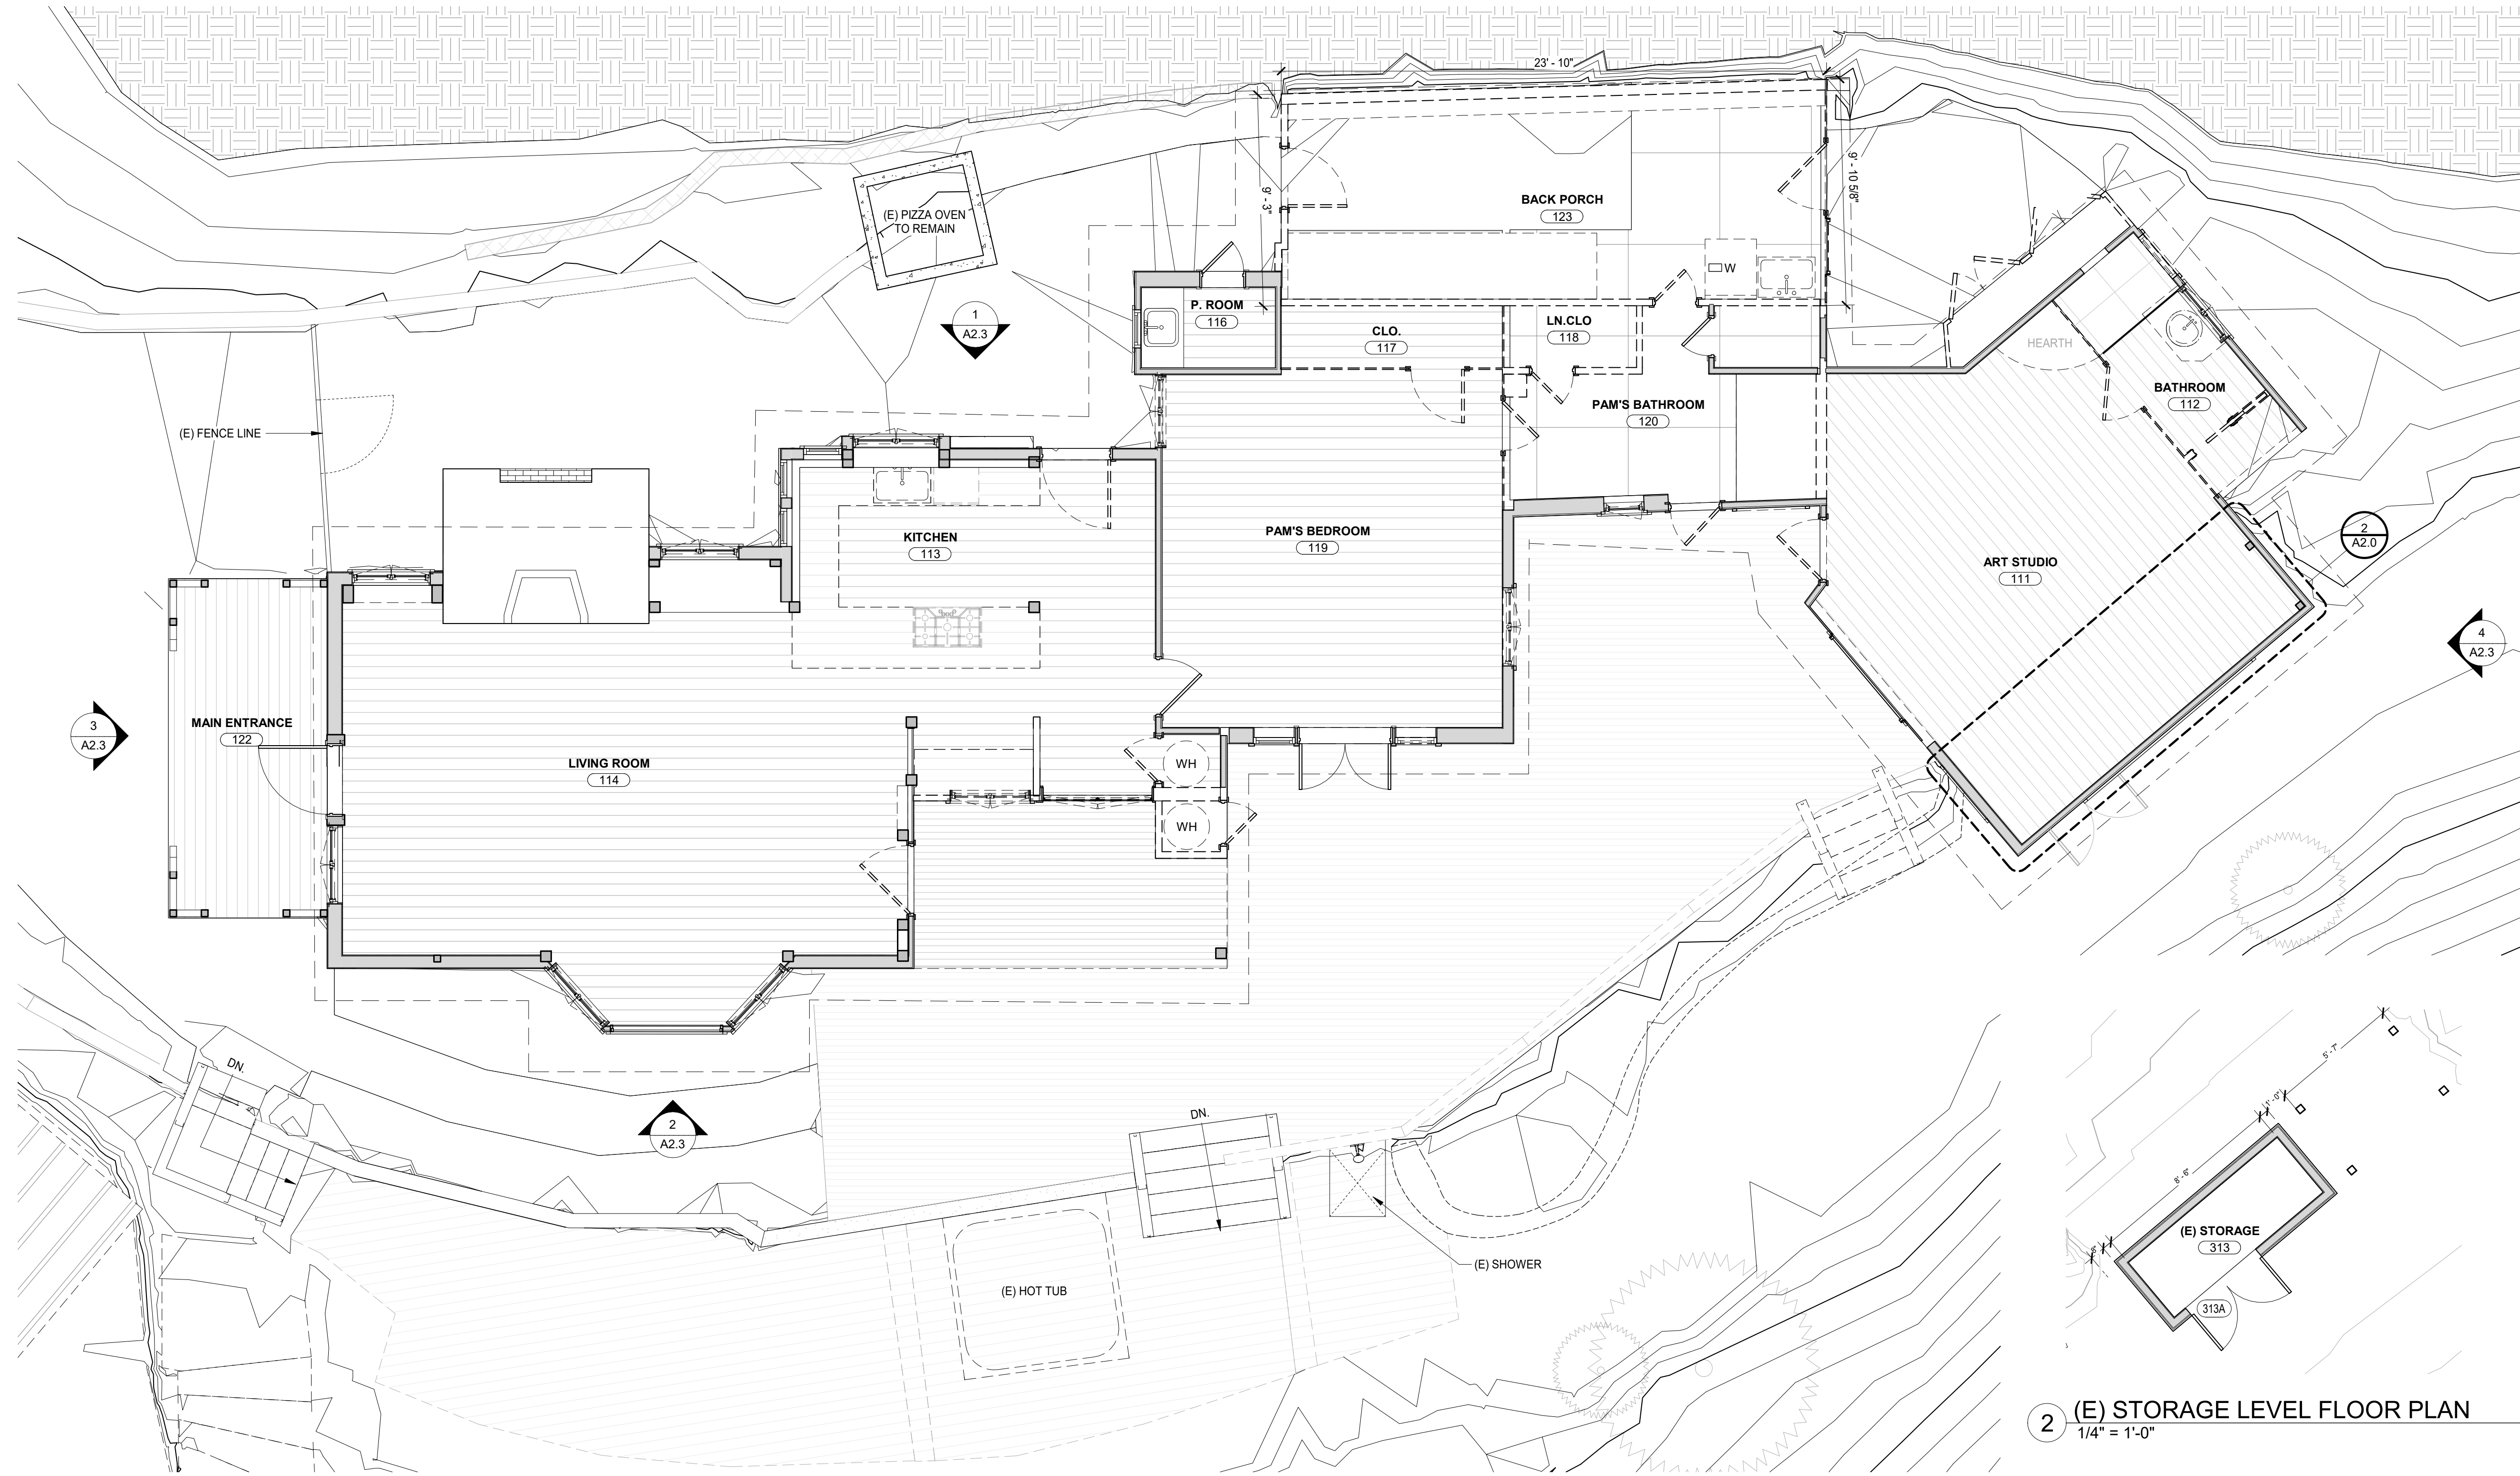 23' - 10"
9' - 3"
9' - 10 5/8"
(E) PIZZA OVEN
TO REMAIN
BACK PORCH
123
W
P. ROOM
116
1
A2.3
CLO.
117
LN.CLO
118
HEARTH
BATHROOM
112
PAM'S BATHROOM
120
(E) FENCE LINE
KITCHEN
113
PAM'S BEDROOM
119
2
A2.0
ART STUDIO
111
4
A2.3
3
A2.3
MAIN ENTRANCE
122
LIVING ROOM
114
WH
WH
DN.
2
A2.3
DN.
(E) SHOWER
(E) HOT TUB
5' - 7"
1' - 0"
8' - 6"
(E) STORAGE
313
313A
2
(E) STORAGE LEVEL FLOOR PLAN
1/4" = 1'-0"